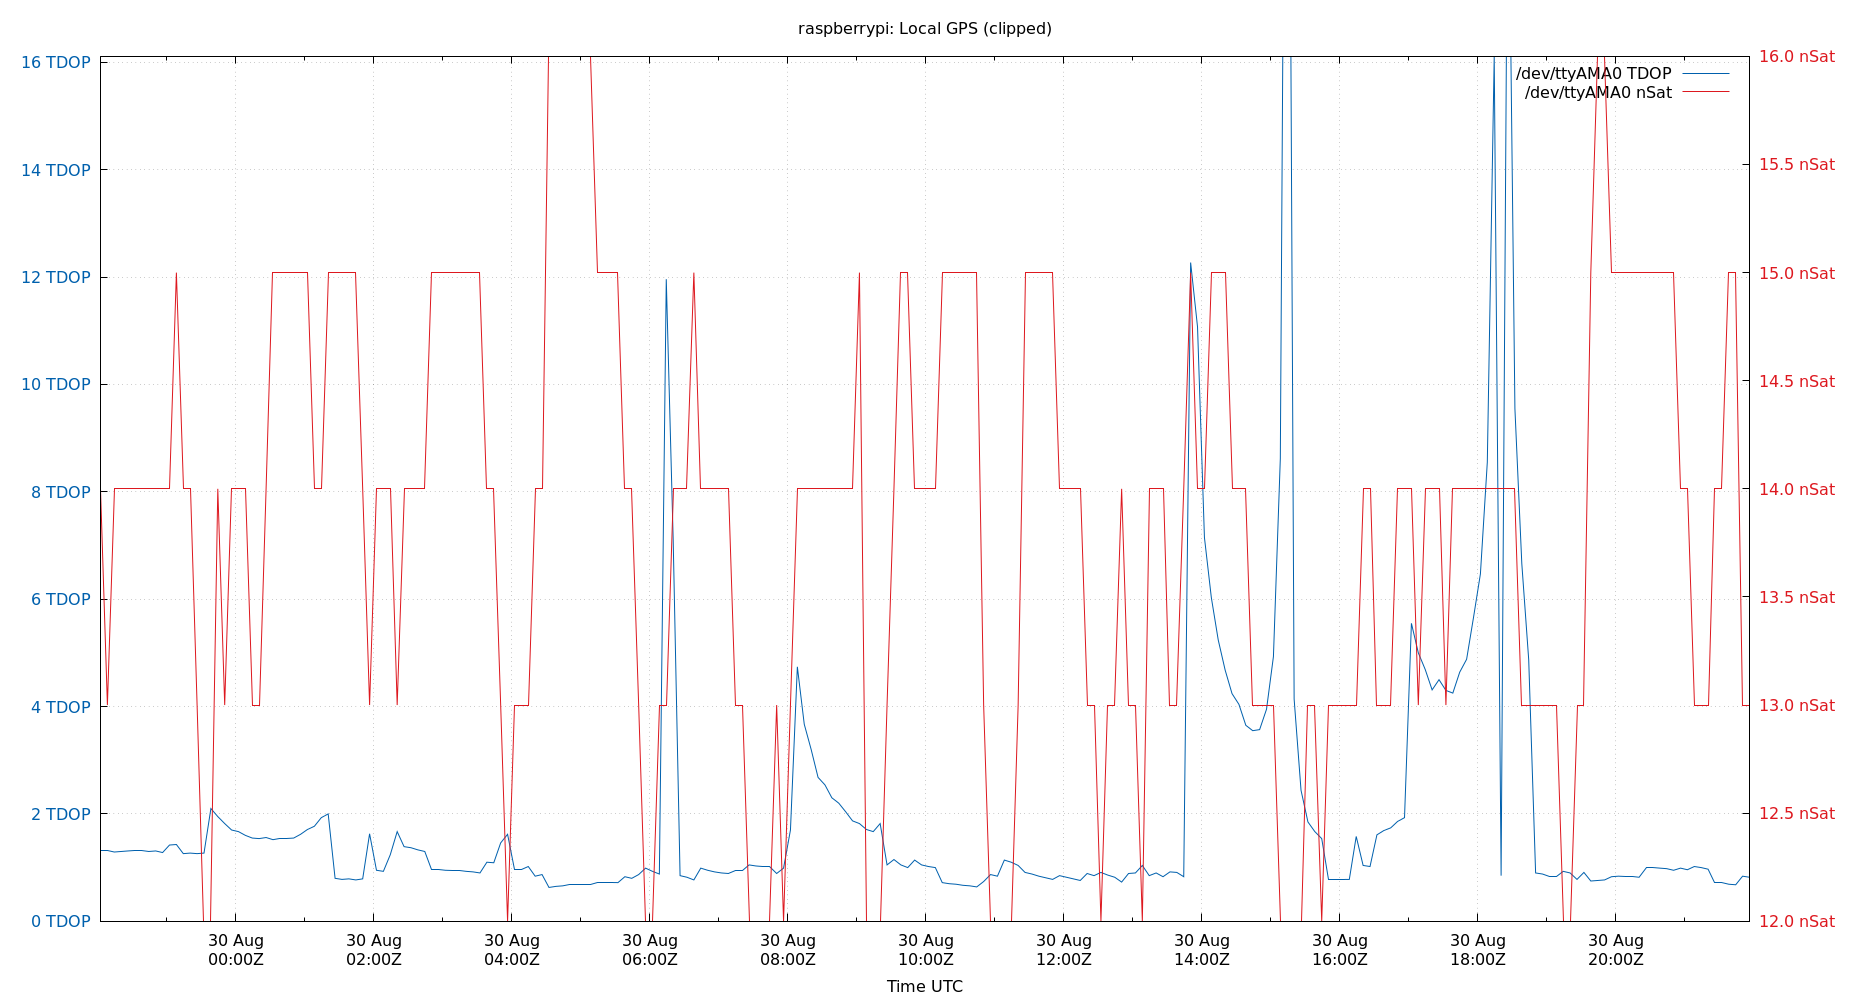 raspberrypi: Local GPS (clipped)
16 TDOP
14 TDOP
12 TDOP
10 TDOP
8 TDOP
6 TDOP
4 TDOP
2 TDOP
0 TDOP
16.0 nSat
15.5 nSat
15.0 nSat
14.5 nSat
14.0 nSat
13.5 nSat
13.0 nSat
12.5 nSat
12.0 nSat
/dev/ttyAMA0 TDOP
/dev/ttyAMA0 nSat
30 Aug
00:00Z
30 Aug
02:00Z
30 Aug
04:00Z
30 Aug
06:00Z
30 Aug
08:00Z
30 Aug
10:00Z
30 Aug
12:00Z
30 Aug
14:00Z
30 Aug
16:00Z
30 Aug
18:00Z
30 Aug
20:00Z
Time UTC